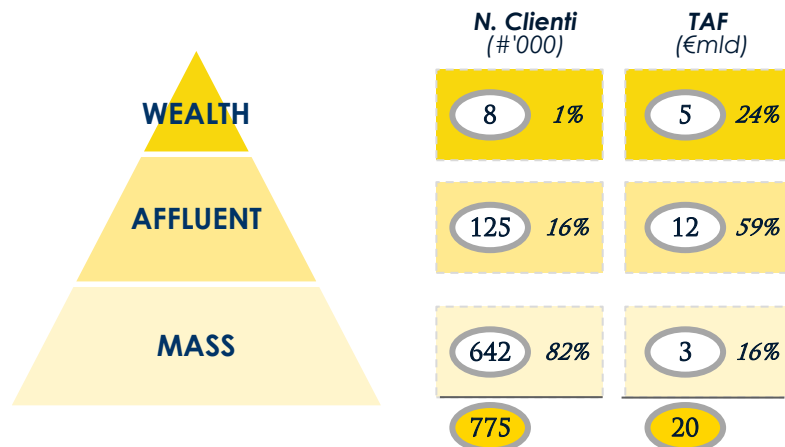 N. Clienti TAF
(#'000) (€mld)
WEALTH 8 1% 5 24%
AFFLUENT 125 16% 12 59%
MASS 642 82% 3 16%
775 20